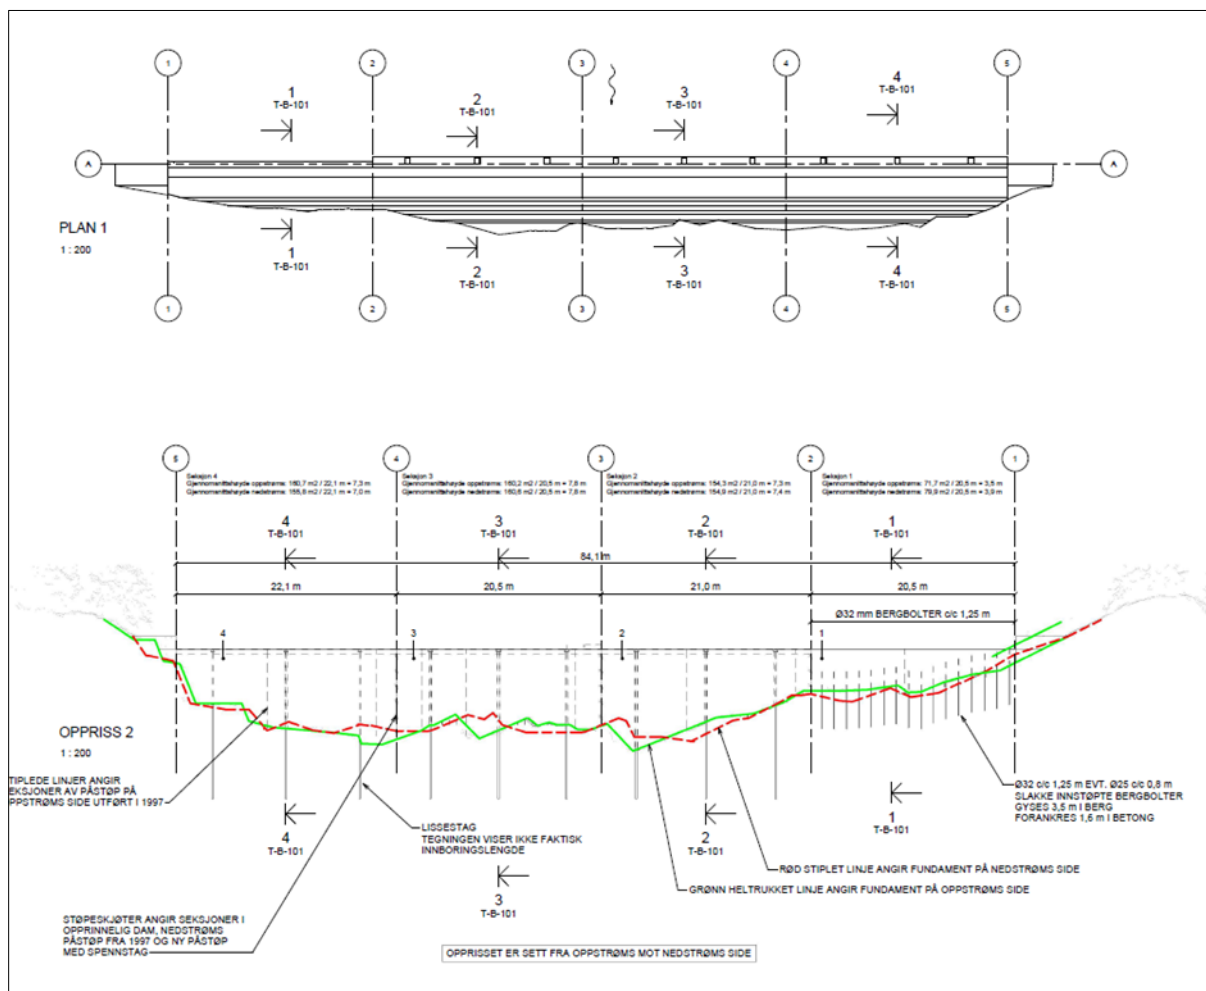 1
2
3
4
5
1
T-B-101
2
T-B-101
3
T-B-101
4
T-B-101
A
A
PLAN 1
1 : 200
1
T-B-101
2
T-B-101
3
T-B-101
4
T-B-101
1
2
3
4
5
5
4
3
2
1
Seksjon 4
Gjennomsnittshøyde oppstrøms: 160,7 m2 / 22,1 m = 7,3 m
Gjennomsnittshøyde nedstrøms: 155,8 m2 / 22,1 m = 7,0 m
Seksjon 3
Gjennomsnittshøyde oppstrøms: 160,2 m2 / 20,5 m = 7,8 m
Gjennomsnittshøyde nedstrøms: 160,6 m2 / 20,5 m = 7,8 m
Seksjon 2
Gjennomsnittshøyde oppstrøms: 154,3 m2 / 21,0 m = 7,3 m
Gjennomsnittshøyde nedstrøms: 154,9 m2 / 21,0 m = 7,4 m
Seksjon 1
Gjennomsnittshøyde oppstrøms: 71,7 m2 / 20,5 m = 3,5 m
Gjennomsnittshøyde nedstrøms: 79,9 m2 / 20,5 m = 3,9 m
4
T-B-101
3
T-B-101
2
T-B-101
1
T-B-101
84,1 m
22,1 m
20,5 m
21,0 m
20,5 m
Ø32 mm BERGBOLTER c/c 1,25 m
4
3
2
1
OPPRISS 2
1 : 200
TIPLEDE LINJER ANGIR
EKSJONER AV PÅSTØP PÅ
PPSTRØMS SIDE UTFØRT I 1997
Ø32 c/c 1,25 m EVT. Ø25 c/c 0,8 m
SLAKKE INNSTØPTE BERGBOLTER
GYSES 3,5 m I BERG
FORANKRES 1,6 m I BETONG
4
T-B-101
LISSESTAG
TEGNINGEN VISER IKKE FAKTISK
INNBORINGSLENGDE
2
T-B-101
1
T-B-101
RØD STIPLET LINJE ANGIR FUNDAMENT PÅ NEDSTRØMS SIDE
GRØNN HELTRUKKET LINJE ANGIR FUNDAMENT PÅ OPPSTRØMS SIDE
3
T-B-101
STØPESKJØTER ANGIR SEKSJONER I
OPPRINNELIG DAM, NEDSTRØMS
PÅSTØP FRA 1997 OG NY PÅSTØP
MED SPENNSTAG
OPPRISSET ER SETT FRA OPPSTRØMS MOT NEDSTRØMS SIDE